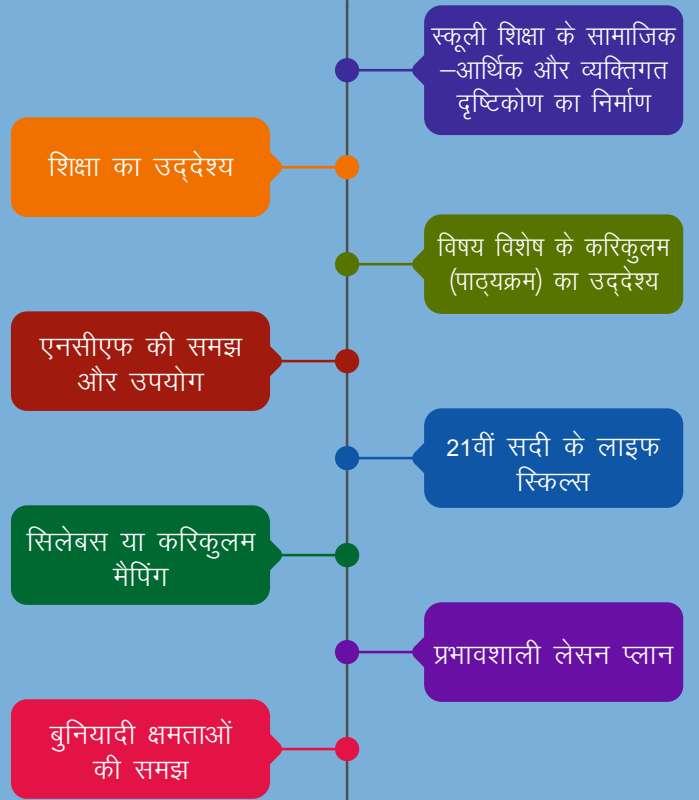 स्कूली शिक्षा के सामाजिक
–आर्थिक और व्यक्तिगत
दृष्टिकोण का निर्माण
शिक्षा का उद्देश्य
विषय विशेष के करिकुलम
(पाठ्यक्रम) का उद्देश्य
एनसीएफ की समझ
और उपयोग
21वीं सदी के लाइफ
स्किल्स
सिलेबस या करिकुलम
मैपिंग
प्रभावशाली लेसन प्लान
बुनियादी क्षमताओं
की समझ